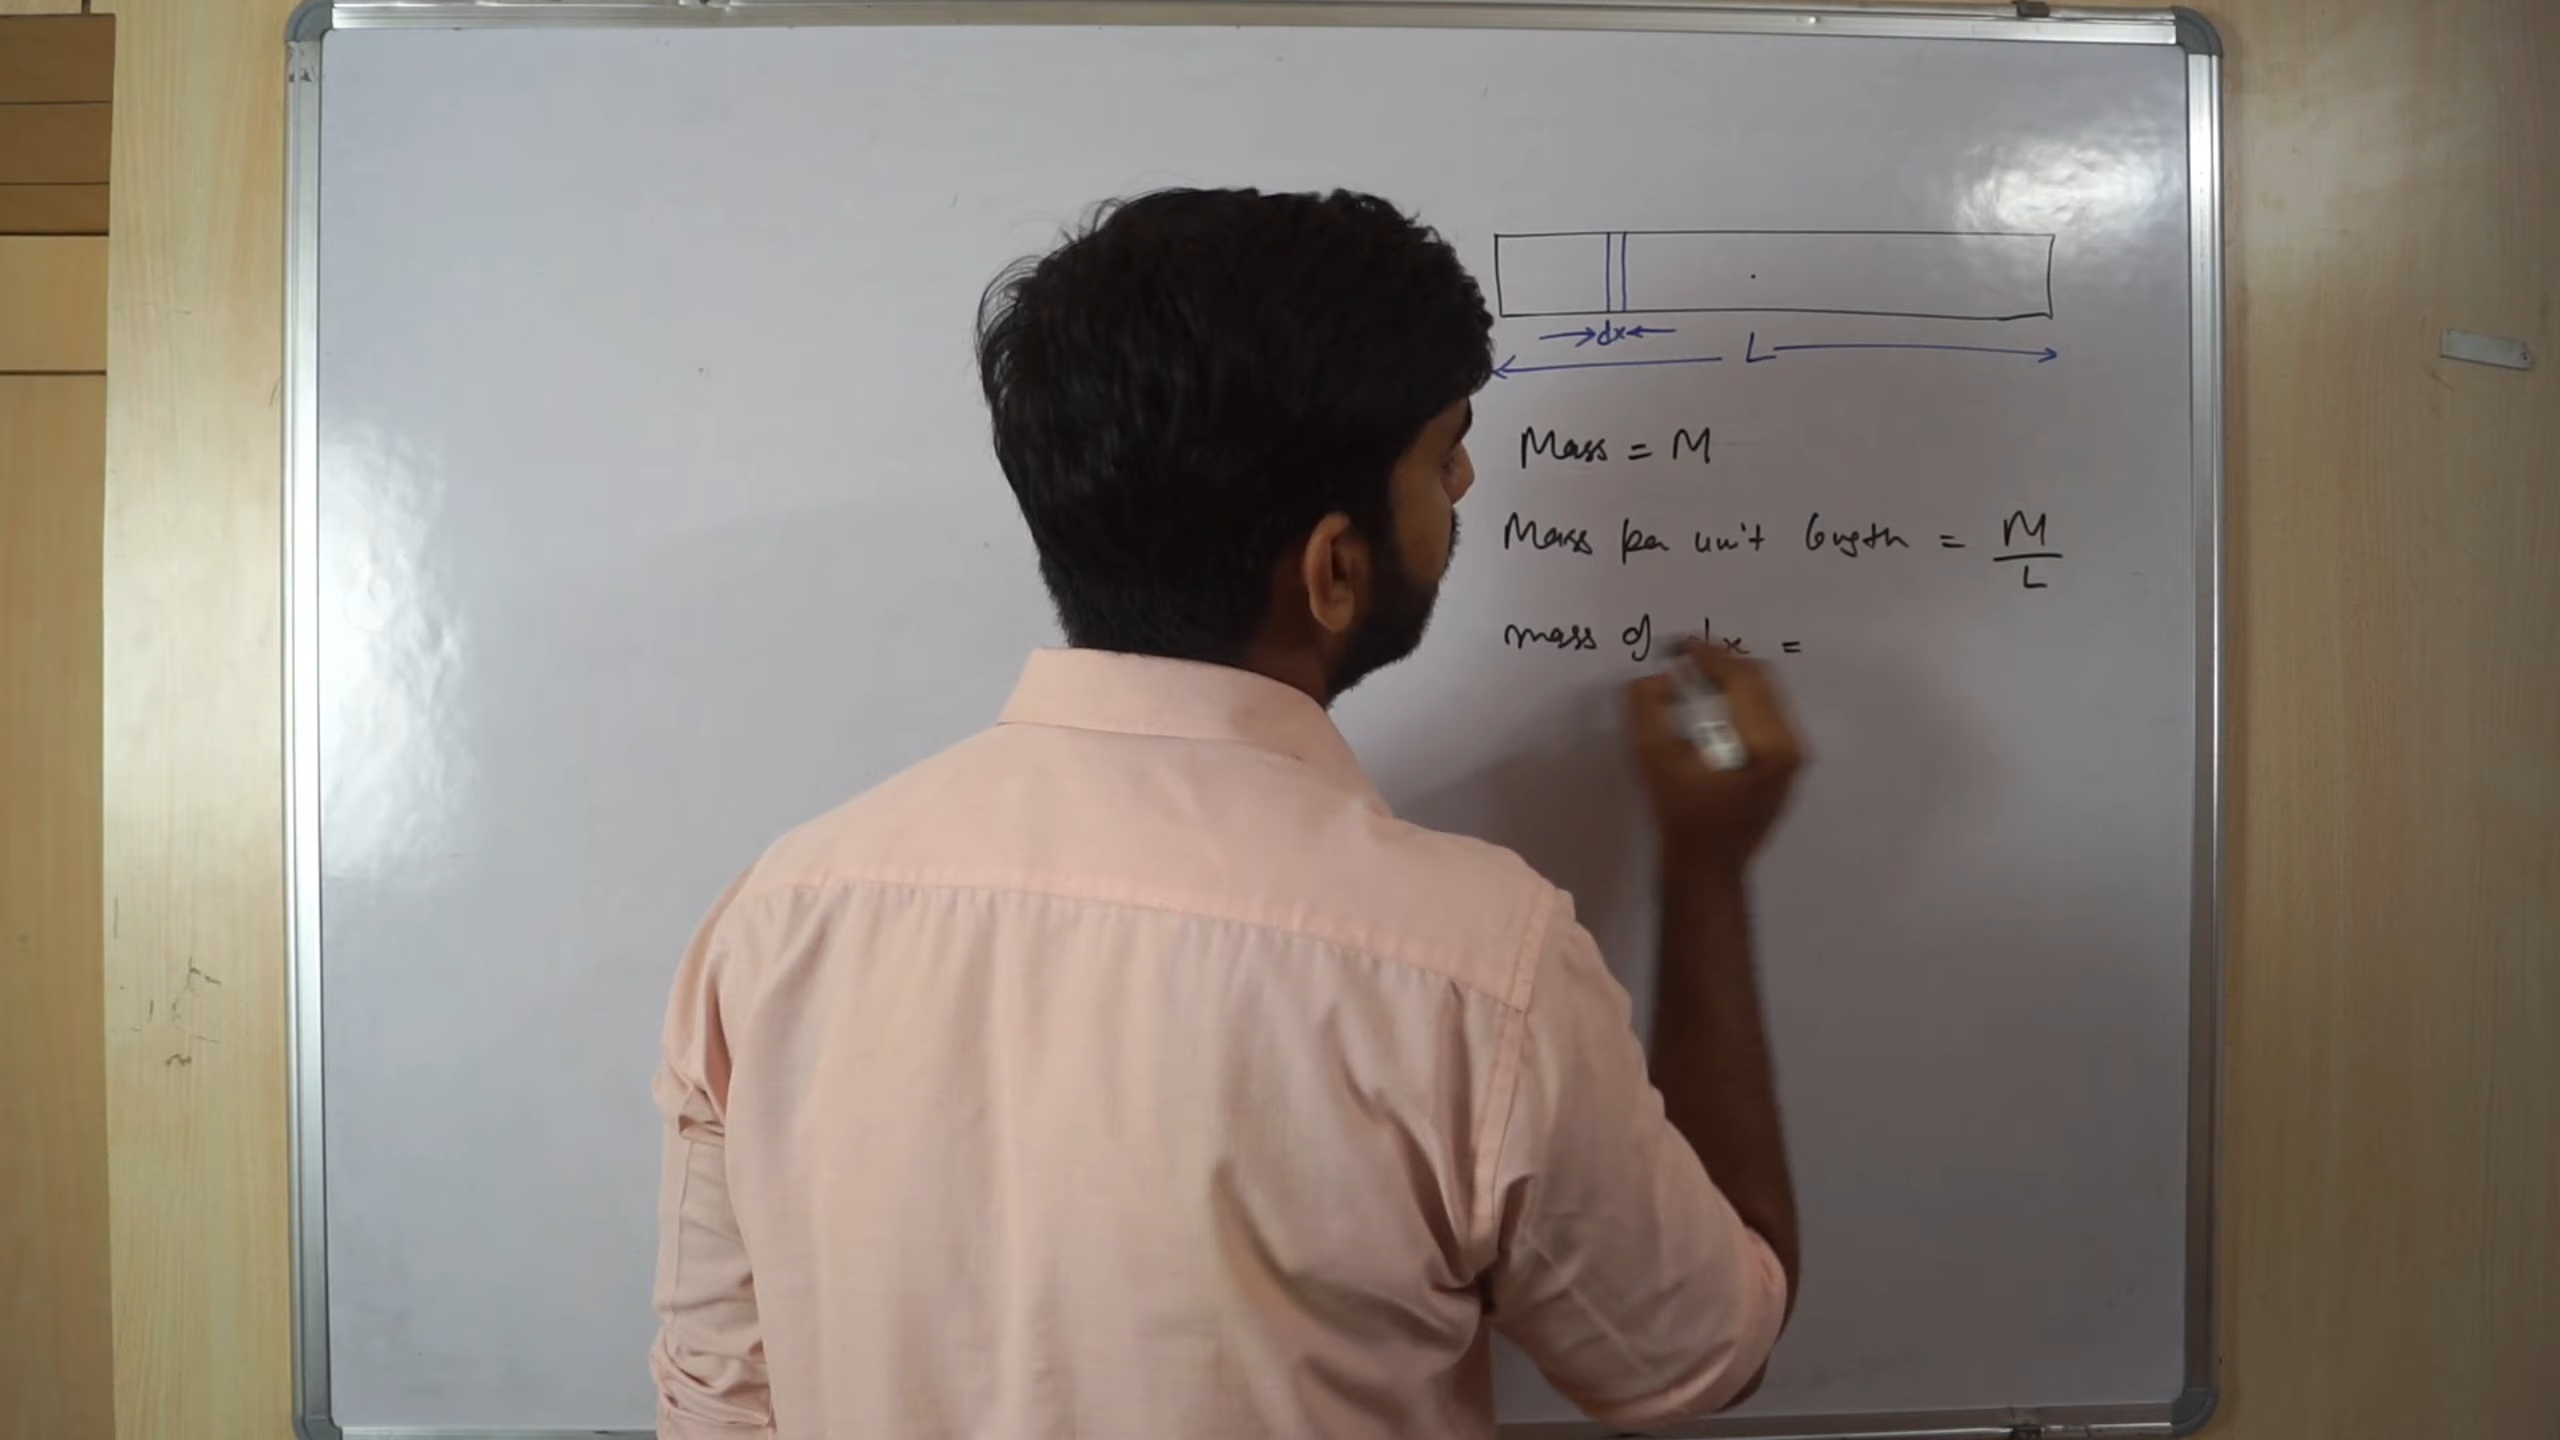 dx
L
Mass = M
Mass per unit length = M/L
mass of dx =